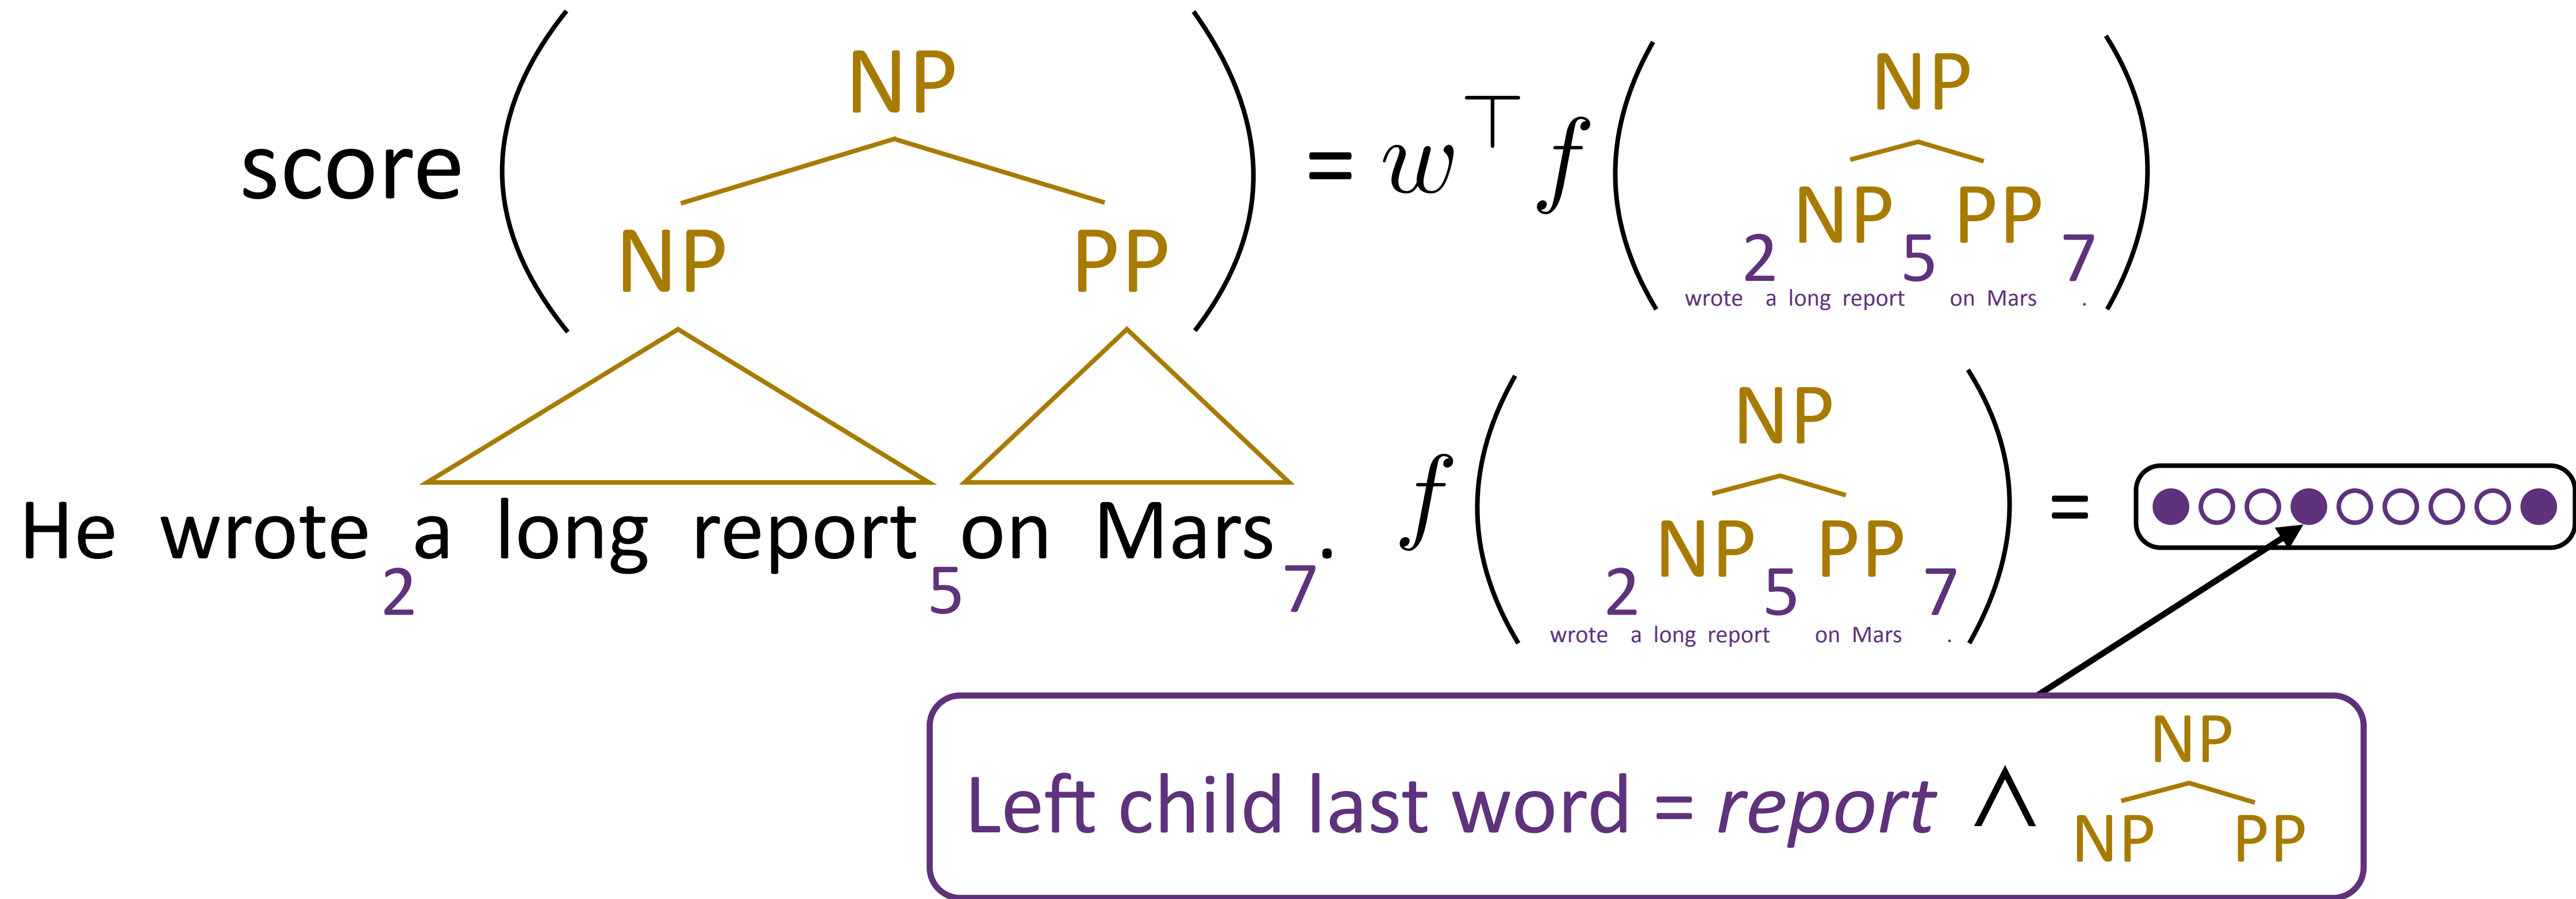 score ( NP NP PP ) = w⊤ f ( NP NP PP 2 5 7 wrote a long report on Mars . )
He wrote a long report on Mars .
2 5 7
f ( NP NP PP 2 5 7 wrote a long report on Mars . ) =
Left child last word = report ∧ NP NP PP